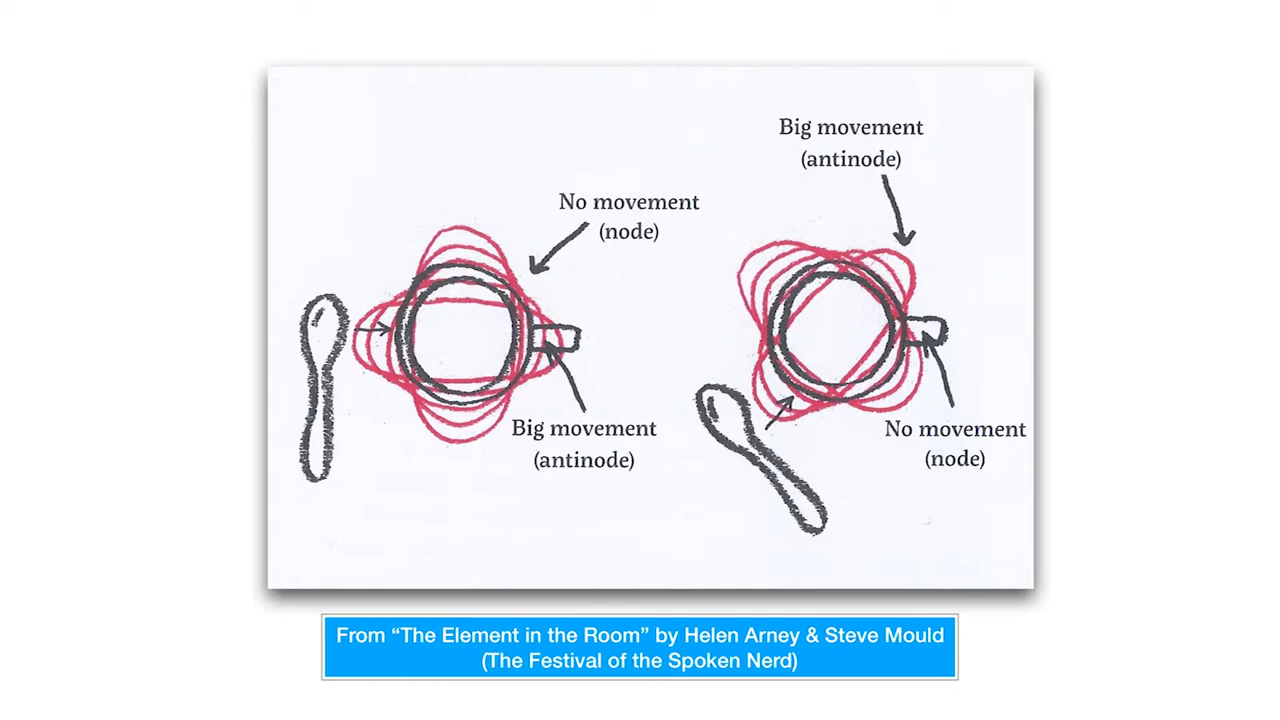 Big movement
(antinode)
No movement
(node)
Big movement
(antinode)
No movement
(node)
From “The Element in the Room” by Helen Arney & Steve Mould
(The Festival of the Spoken Nerd)